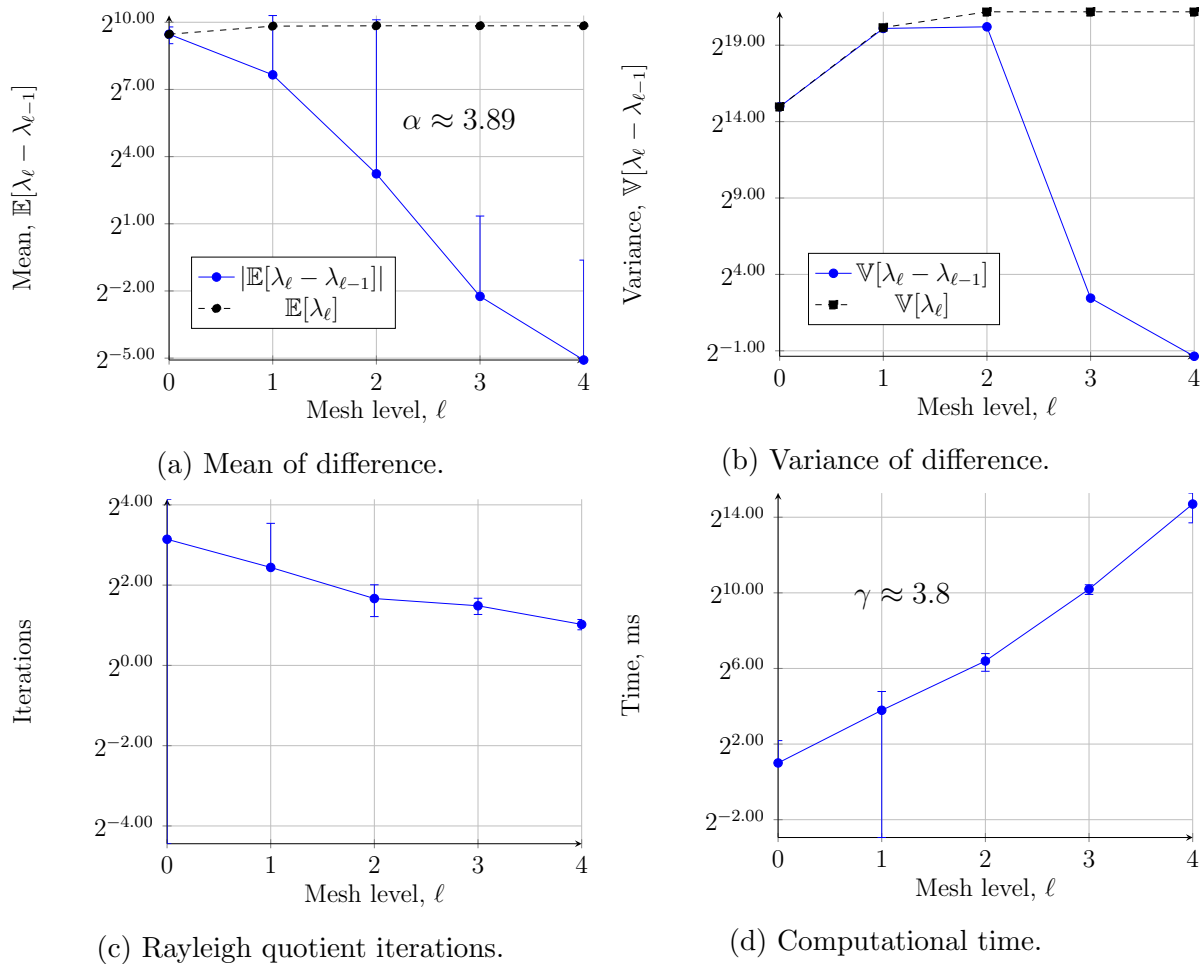 2^10.00
2^7.00
2^4.00
2^1.00
2^−2.00
2^−5.00
Mean, 𝔼[λ_ℓ − λ_ℓ−1]
α ≈ 3.89
|𝔼[λ_ℓ − λ_ℓ−1]|
𝔼[λ_ℓ]
0 1 2 3 4
Mesh level, ℓ
(a) Mean of difference.
2^19.00
2^14.00
2^9.00
2^4.00
2^−1.00
Variance, 𝕍[λ_ℓ − λ_ℓ−1]
𝕍[λ_ℓ − λ_ℓ−1]
𝕍[λ_ℓ]
0 1 2 3 4
Mesh level, ℓ
(b) Variance of difference.
2^4.00
2^2.00
2^0.00
2^−2.00
2^−4.00
Iterations
0 1 2 3 4
Mesh level, ℓ
(c) Rayleigh quotient iterations.
2^14.00
2^10.00
2^6.00
2^2.00
2^−2.00
Time, ms
γ ≈ 3.8
0 1 2 3 4
Mesh level, ℓ
(d) Computational time.